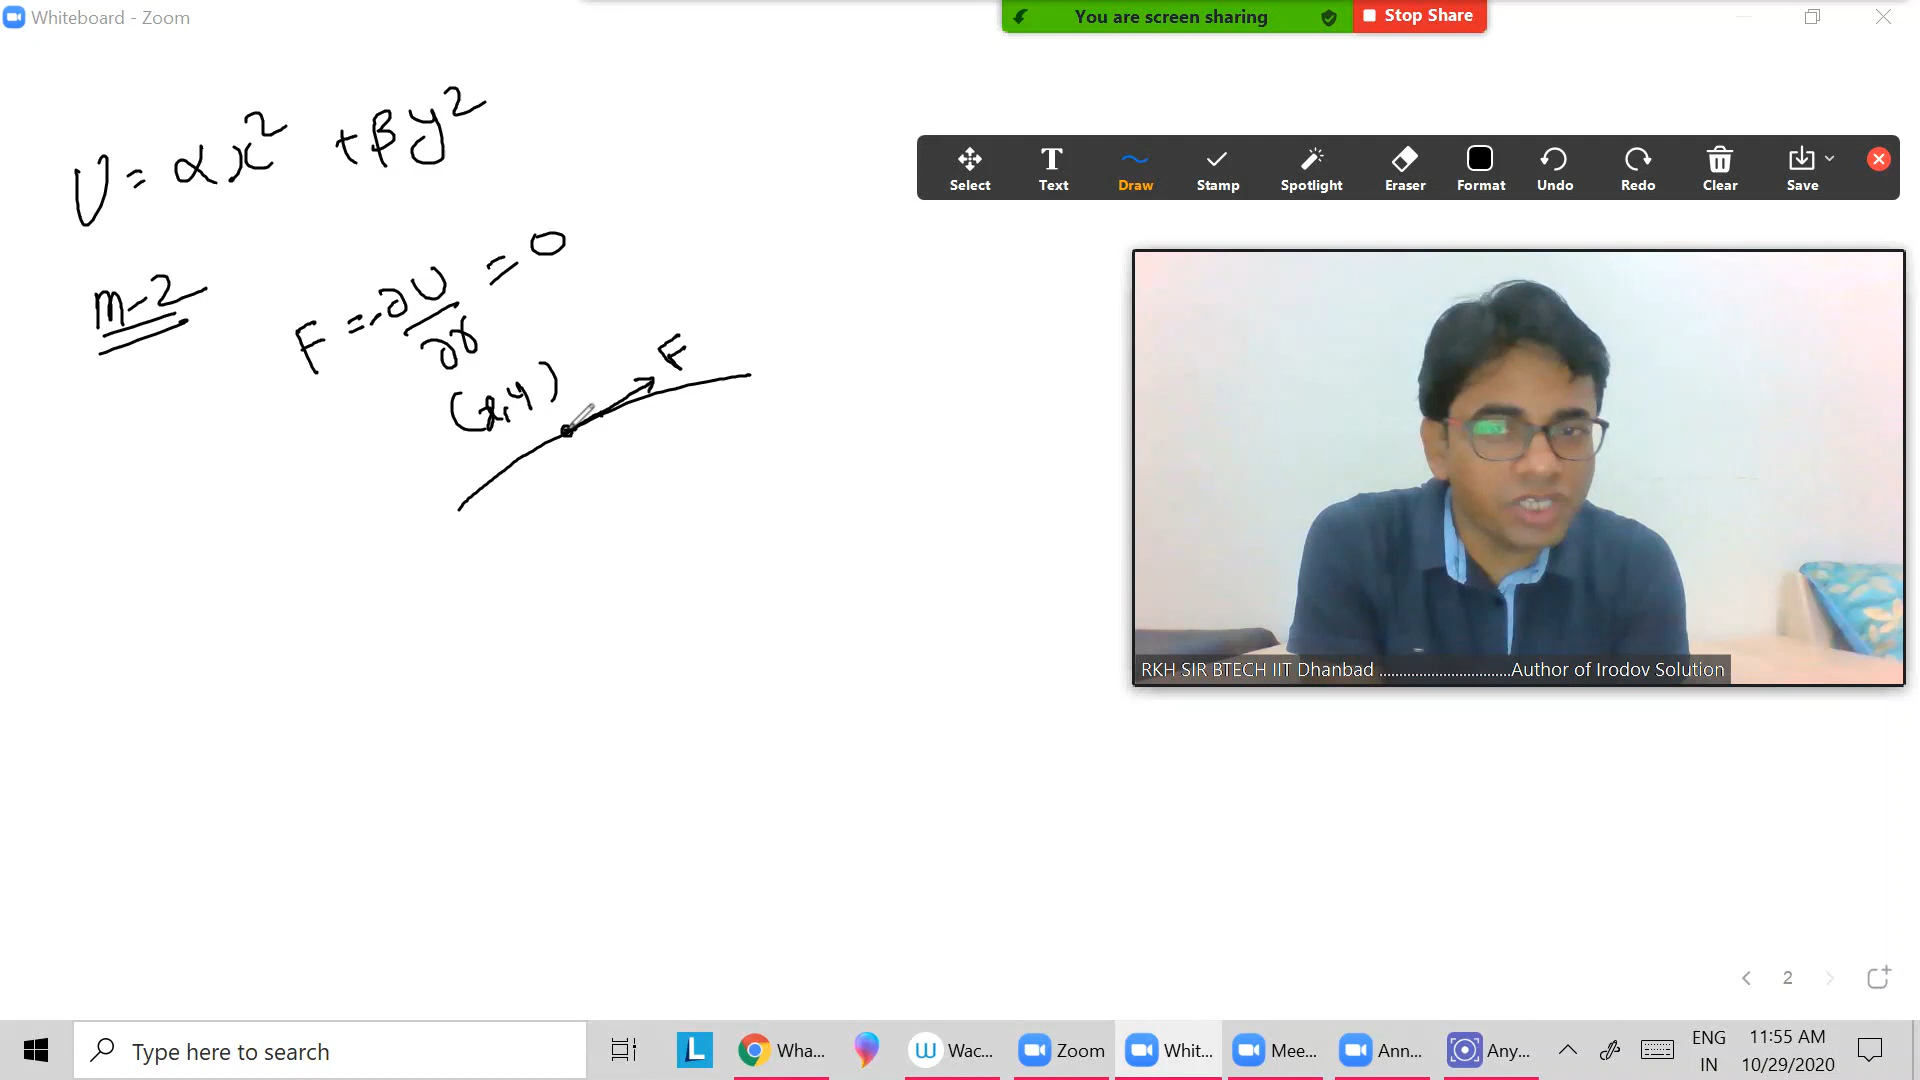 Whiteboard - Zoom
You are screen sharing
Stop Share
U = αx² + βy²
Select Text Draw Stamp Spotlight Eraser Format Undo Redo Clear Save
m-2
F = -∂U/∂r = 0
F
(x,y)
RKH SIR BTECH IIT Dhanbad .................................Author of Irodov Solution
2
Type here to search
L
Wha...
W Wac...
Zoom
Whit...
Mee...
Ann...
Any...
ENG
IN
11:55 AM
10/29/2020